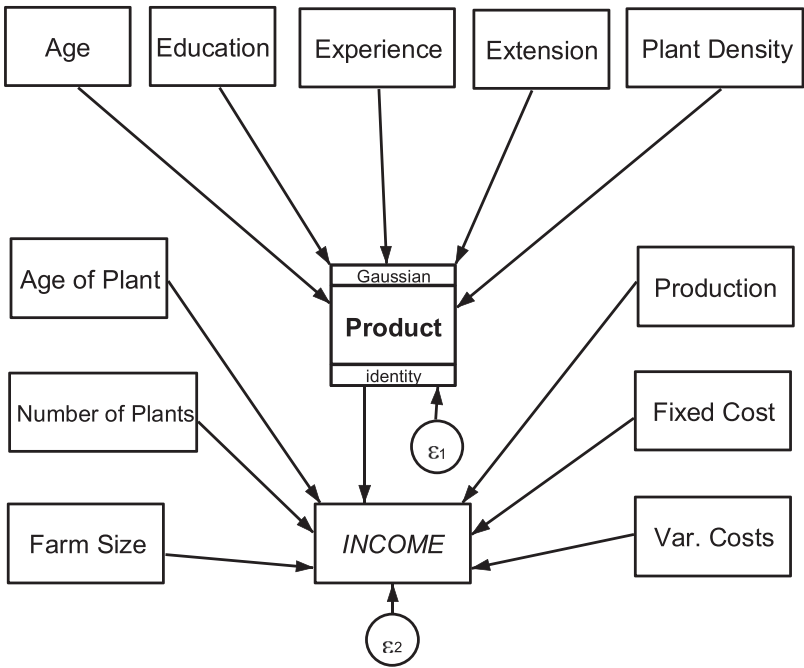 Age
Education
Experience
Extension
Plant Density
Age of Plant
Gaussian
Product
identity
Production
Number of Plants
Fixed Cost
ε1
Farm Size
INCOME
Var. Costs
ε2